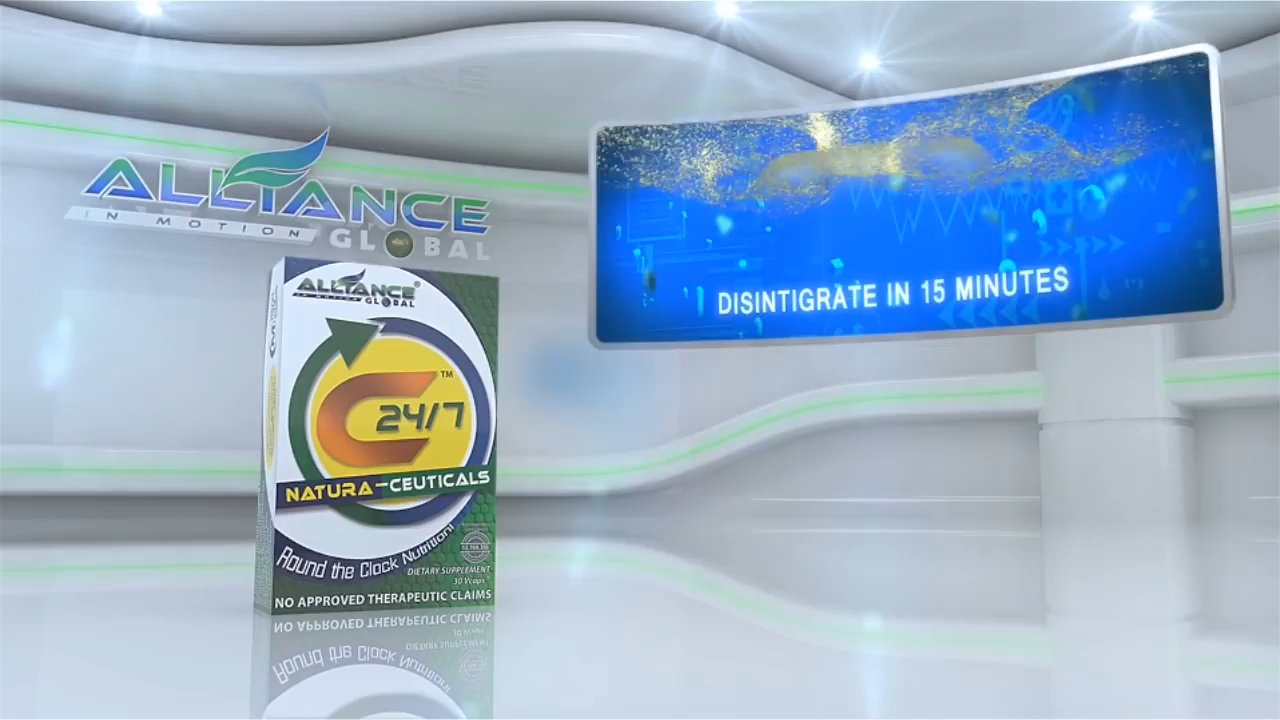 ALLIANCE
IN MOTION
GLOBAL
DISINTIGRATE IN 15 MINUTES
ALLIANCE®
IN MOTION GLOBAL
C 24/7 ™
NATURA-CEUTICALS
Round the Clock Nutrition!
DIETARY SUPPLEMENT
30 Vcaps
NO APPROVED THERAPEUTIC CLAIMS